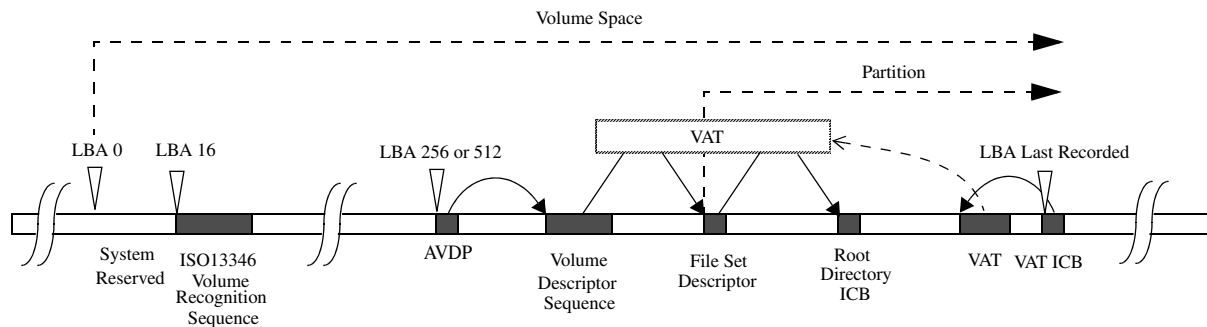 Volume Space
Partition
VAT
LBA 0
LBA 16
LBA 256 or 512
LBA Last Recorded
System
Reserved
ISO13346
Volume
Recognition
Sequence
AVDP
Volume
Descriptor
Sequence
File Set
Descriptor
Root
Directory
ICB
VAT
VAT ICB